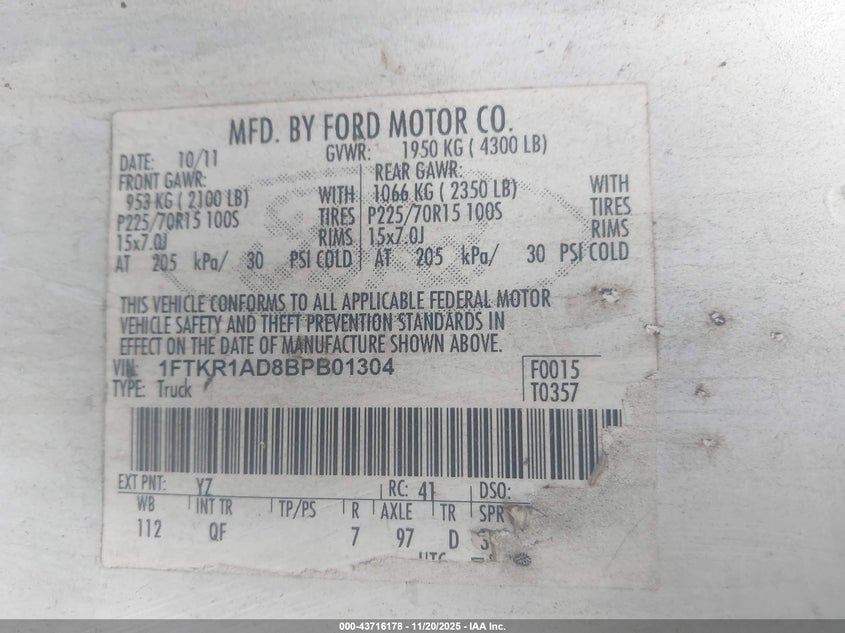 MFD. BY FORD MOTOR CO.
DATE: 10/11 GVWR: 1950 KG ( 4300 LB)
FRONT GAWR: REAR GAWR:
953 KG ( 2100 LB) WITH 1066 KG ( 2350 LB) WITH
P225/70R15 100S TIRES P225/70R15 100S TIRES
15x7.0J RIMS 15x7.0J RIMS
AT 205 kPa/ 30 PSI COLD AT 205 kPa/ 30 PSI COLD
THIS VEHICLE CONFORMS TO ALL APPLICABLE FEDERAL MOTOR
VEHICLE SAFETY AND THEFT PREVENTION STANDARDS IN
EFFECT ON THE DATE OF MANUFACTURE SHOWN ABOVE.
VIN: 1FTKR1AD8BPB01304 F0015
TYPE: Truck T0357
EXT PNT: YZ RC: 41 DSO:
WB INT TR TP/PS R AXLE TR SPR
112 QF 7 97 D
000-43716178 - 11/20/2025 - IAA Inc.